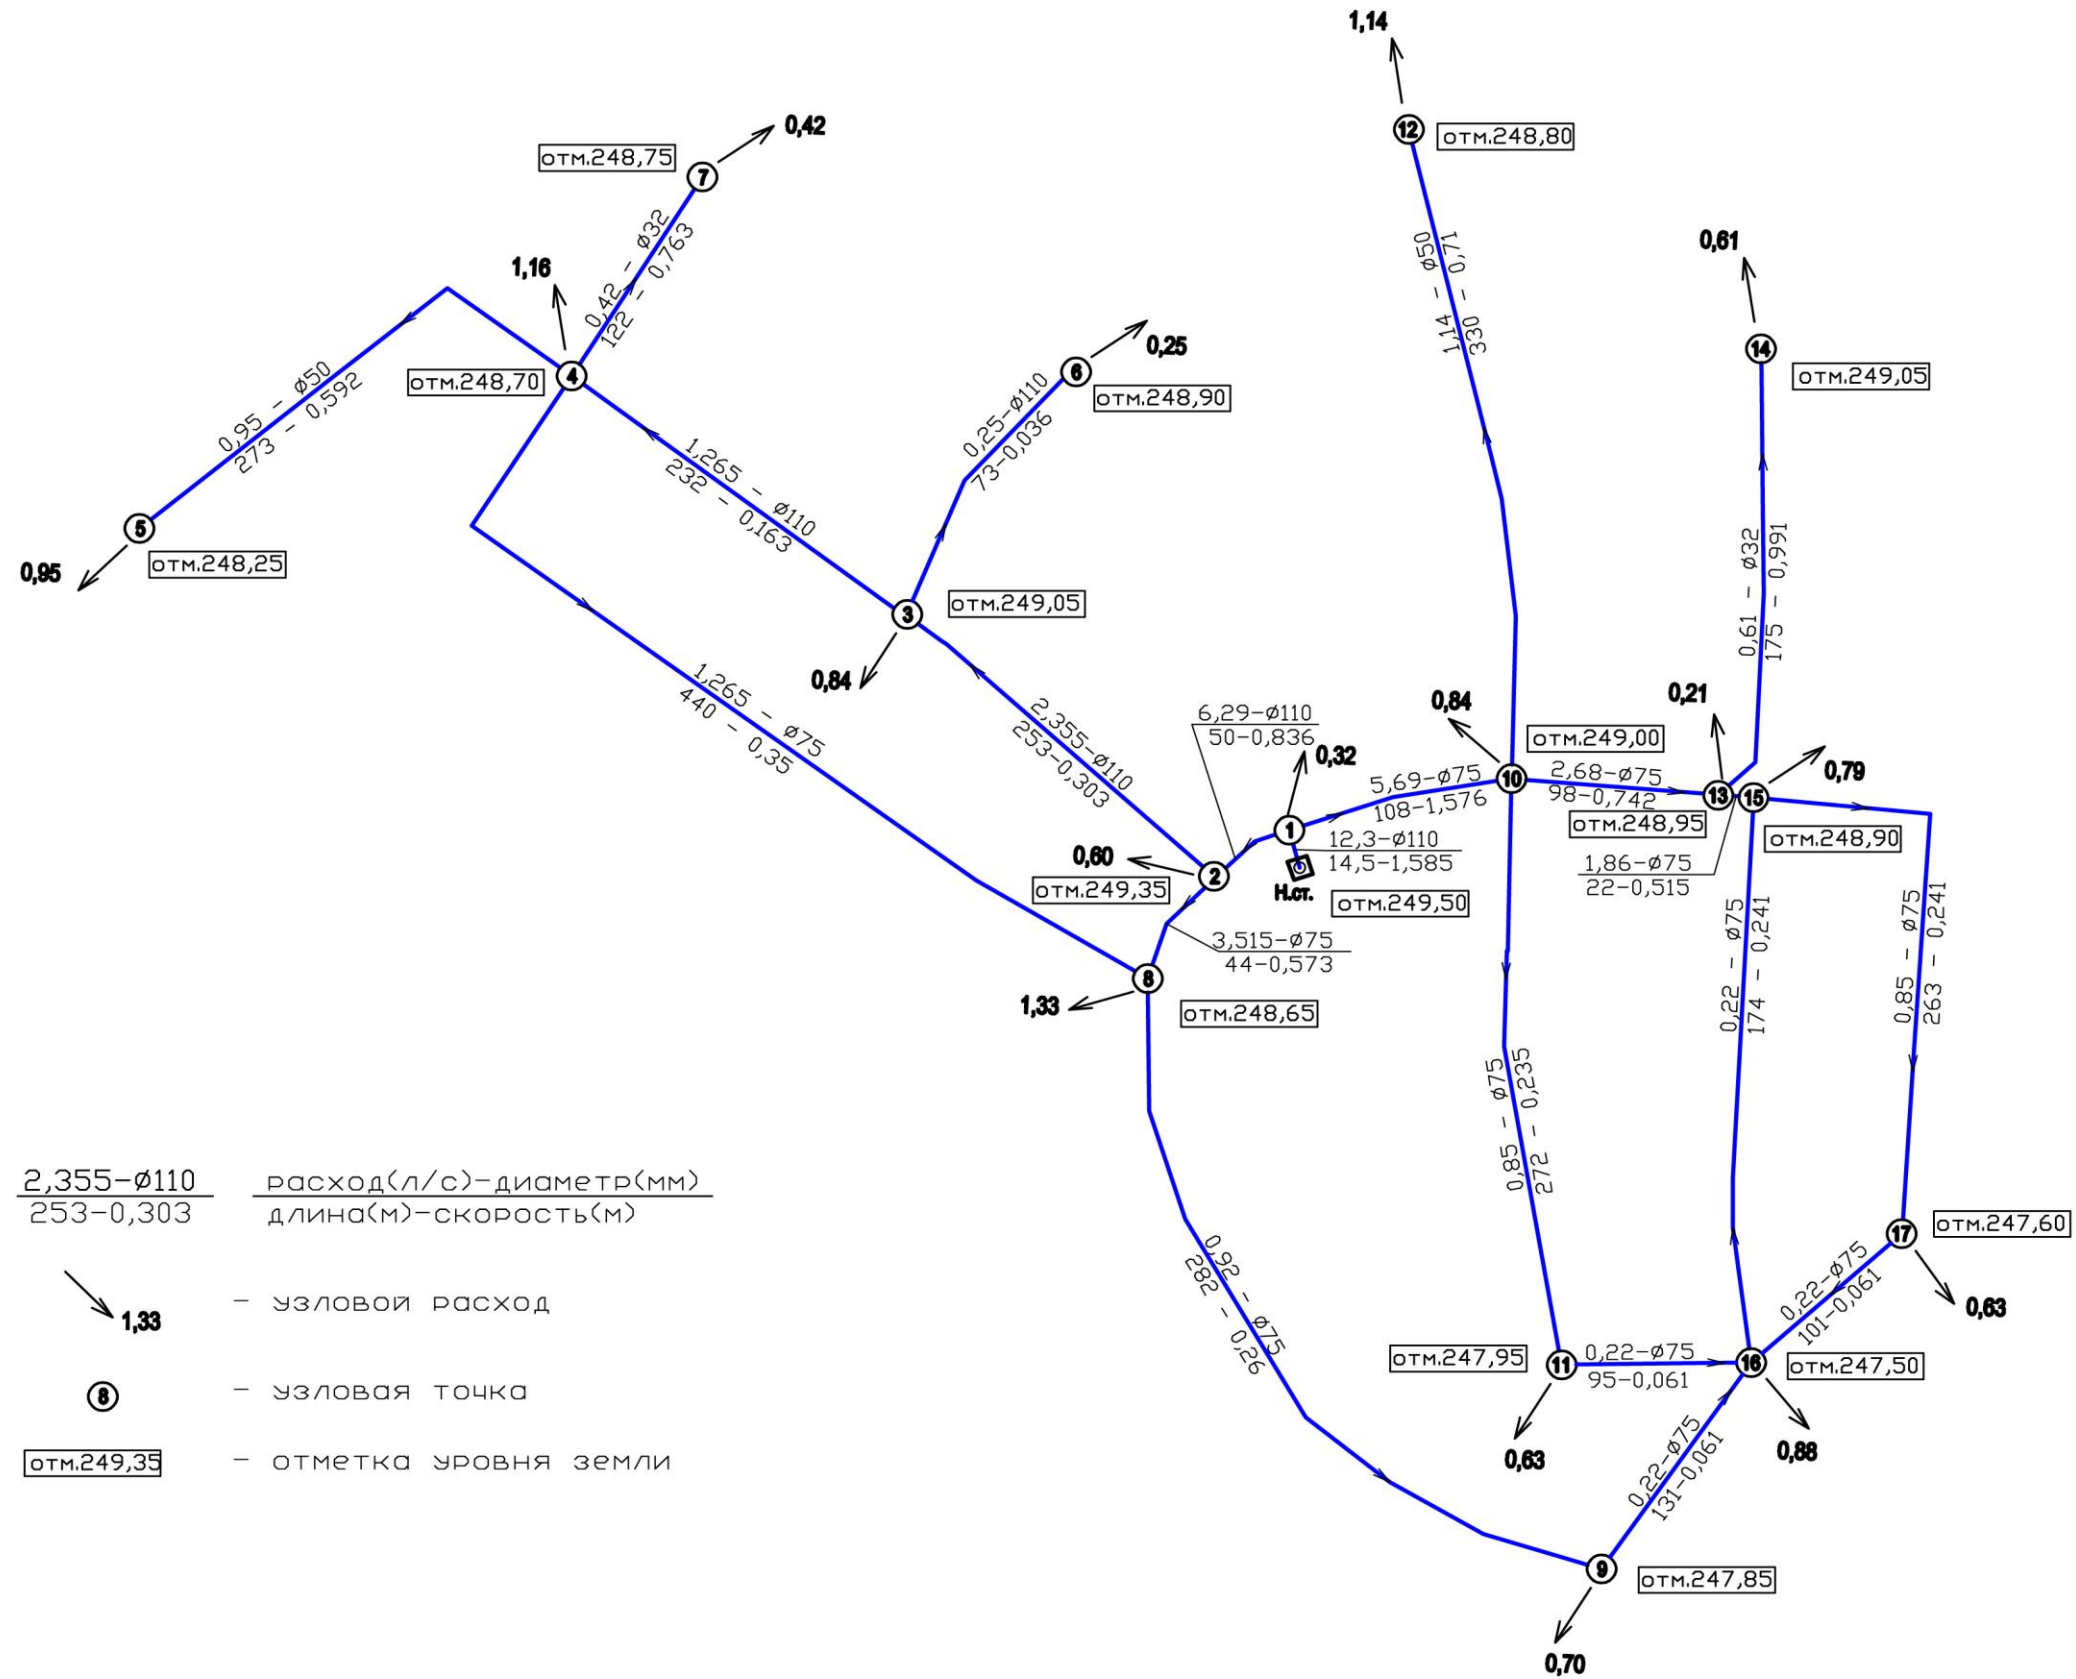 1,14
12
отм.248,80
0,42
отм.248,75
7
0,42 - ø32
122 - 0,763
1,14 - ø50
330 - 0,71
0,61
1,16
14
отм.249,05
4
отм.248,70
6
0,25
отм.248,90
0,25-ø110
73-0,036
0,95 - ø50
273 - 0,592
1,265 - ø110
232 - 0,163
5
отм.248,25
0,95
3
отм.249,05
0,84
0,61 - ø32
175 - 0,991
1,265 - ø75
440 - 0,35
2,355-ø110
253-0,303
6,29-ø110
50-0,836
0,32
0,84
0,21
отм.249,00
10
5,69-ø75
108-1,576
2,68-ø75
98-0,742
13
15
0,79
отм.248,95
отм.248,90
1
12,3-ø110
14,5-1,585
Н.ст.
отм.249,50
0,60
2
отм.249,35
1,86-ø75
22-0,515
3,515-ø75
44-0,573
8
1,33
отм.248,65
0,22 - ø75
174 - 0,241
0,85 - ø75
263 - 0,241
0,85 - ø75
272 - 0,235
2,355-ø110
253-0,303
расход(л/с)-диаметр(мм)
длина(м)-скорость(м)
1,33
- узловой расход
8
- узловая точка
отм.249,35
- отметка уровня земли
0,92 - ø75
282 - 0,26
17
отм.247,60
0,63
0,22-ø75
101-0,061
отм.247,95
11
0,22-ø75
95-0,061
16
отм.247,50
0,63
0,88
0,22-ø75
131-0,061
9
отм.247,85
0,70